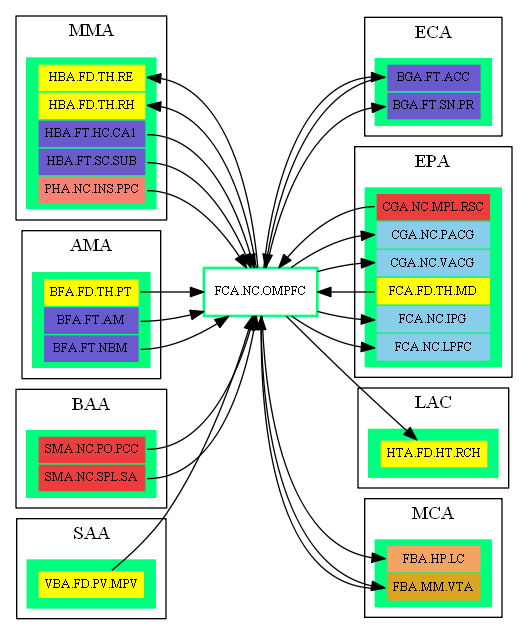 MMA
HBA.FD.TH.RE
HBA.FD.TH.RH
HBA.FT.HC.CA1
HBA.FT.SC.SUB
PHA.NC.INS.PPC
AMA
BFA.FD.TH.PT
BFA.FT.AM
BFA.FT.NBM
BAA
SMA.NC.PO.PCC
SMA.NC.SPL.SA
SAA
VBA.FD.PV.MPV
FCA.NC.OMPFC
ECA
BGA.FT.ACC
BGA.FT.SN.PR
EPA
CGA.NC.MPL.RSC
CGA.NC.PACG
CGA.NC.VACG
FCA.FD.TH.MD
FCA.NC.IPG
FCA.NC.LPFC
LAC
HTA.FD.HT.RCH
MCA
FBA.HP.LC
FBA.MM.VTA